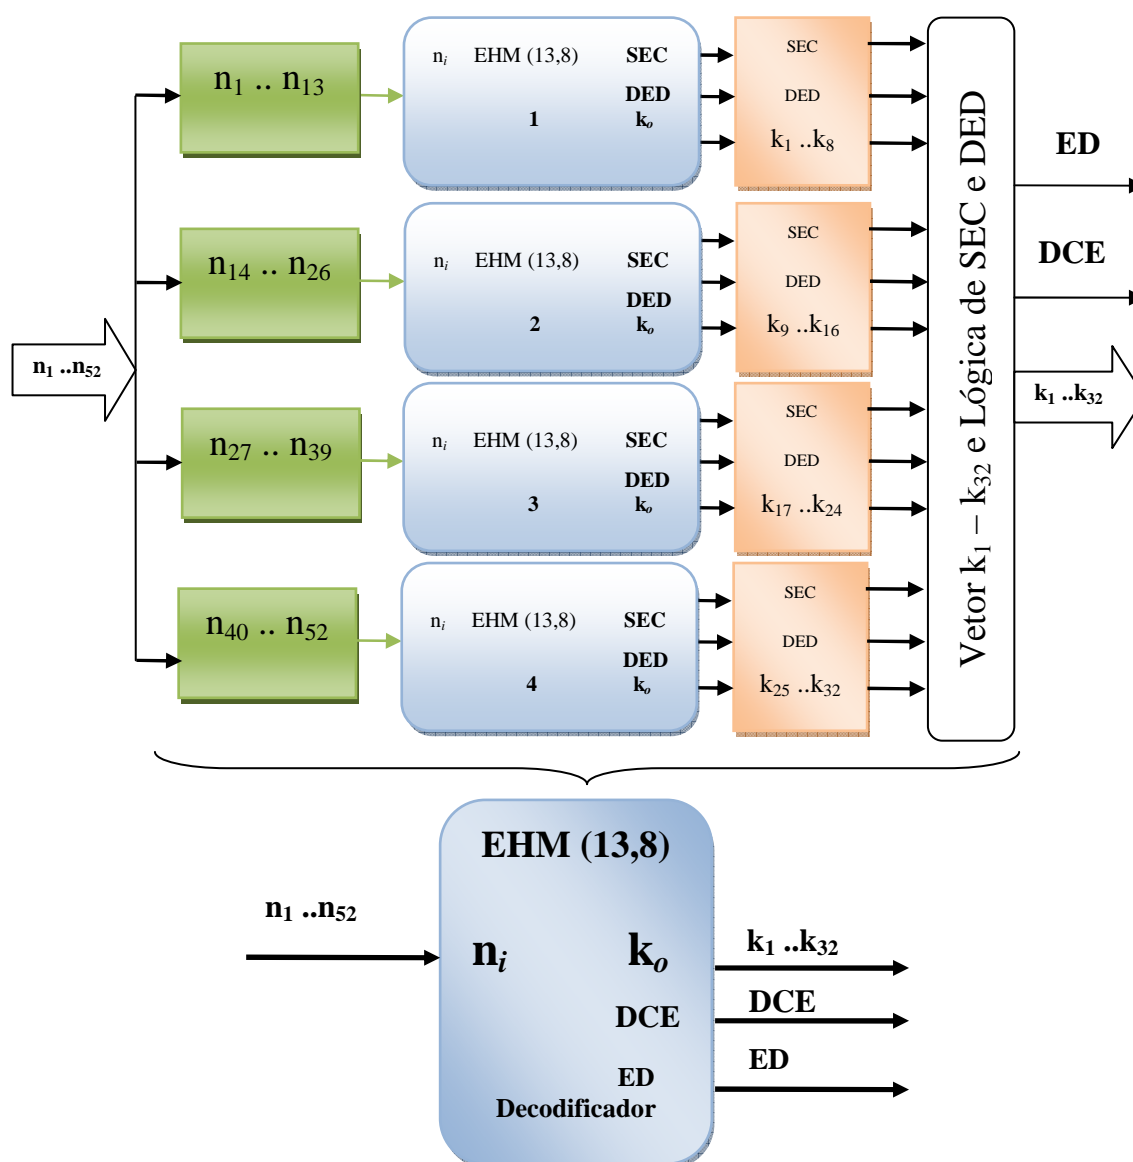 n1 .. n13
ni EHM (13,8) SEC
DED
1 ko
SEC
DED
k1 ..k8
n14 .. n26
ni EHM (13,8) SEC
DED
2 ko
SEC
DED
k9 ..k16
n1 ..n52
n27 .. n39
ni EHM (13,8) SEC
DED
3 ko
SEC
DED
k17 ..k24
n40 .. n52
ni EHM (13,8) SEC
DED
4 ko
SEC
DED
k25 ..k32
Vetor k1 – k32 e Lógica de SEC e DED
ED
DCE
k1 ..k32
EHM (13,8)
n1 ..n52
ni ko
DCE
ED
Decodificador
k1 ..k32
DCE
ED